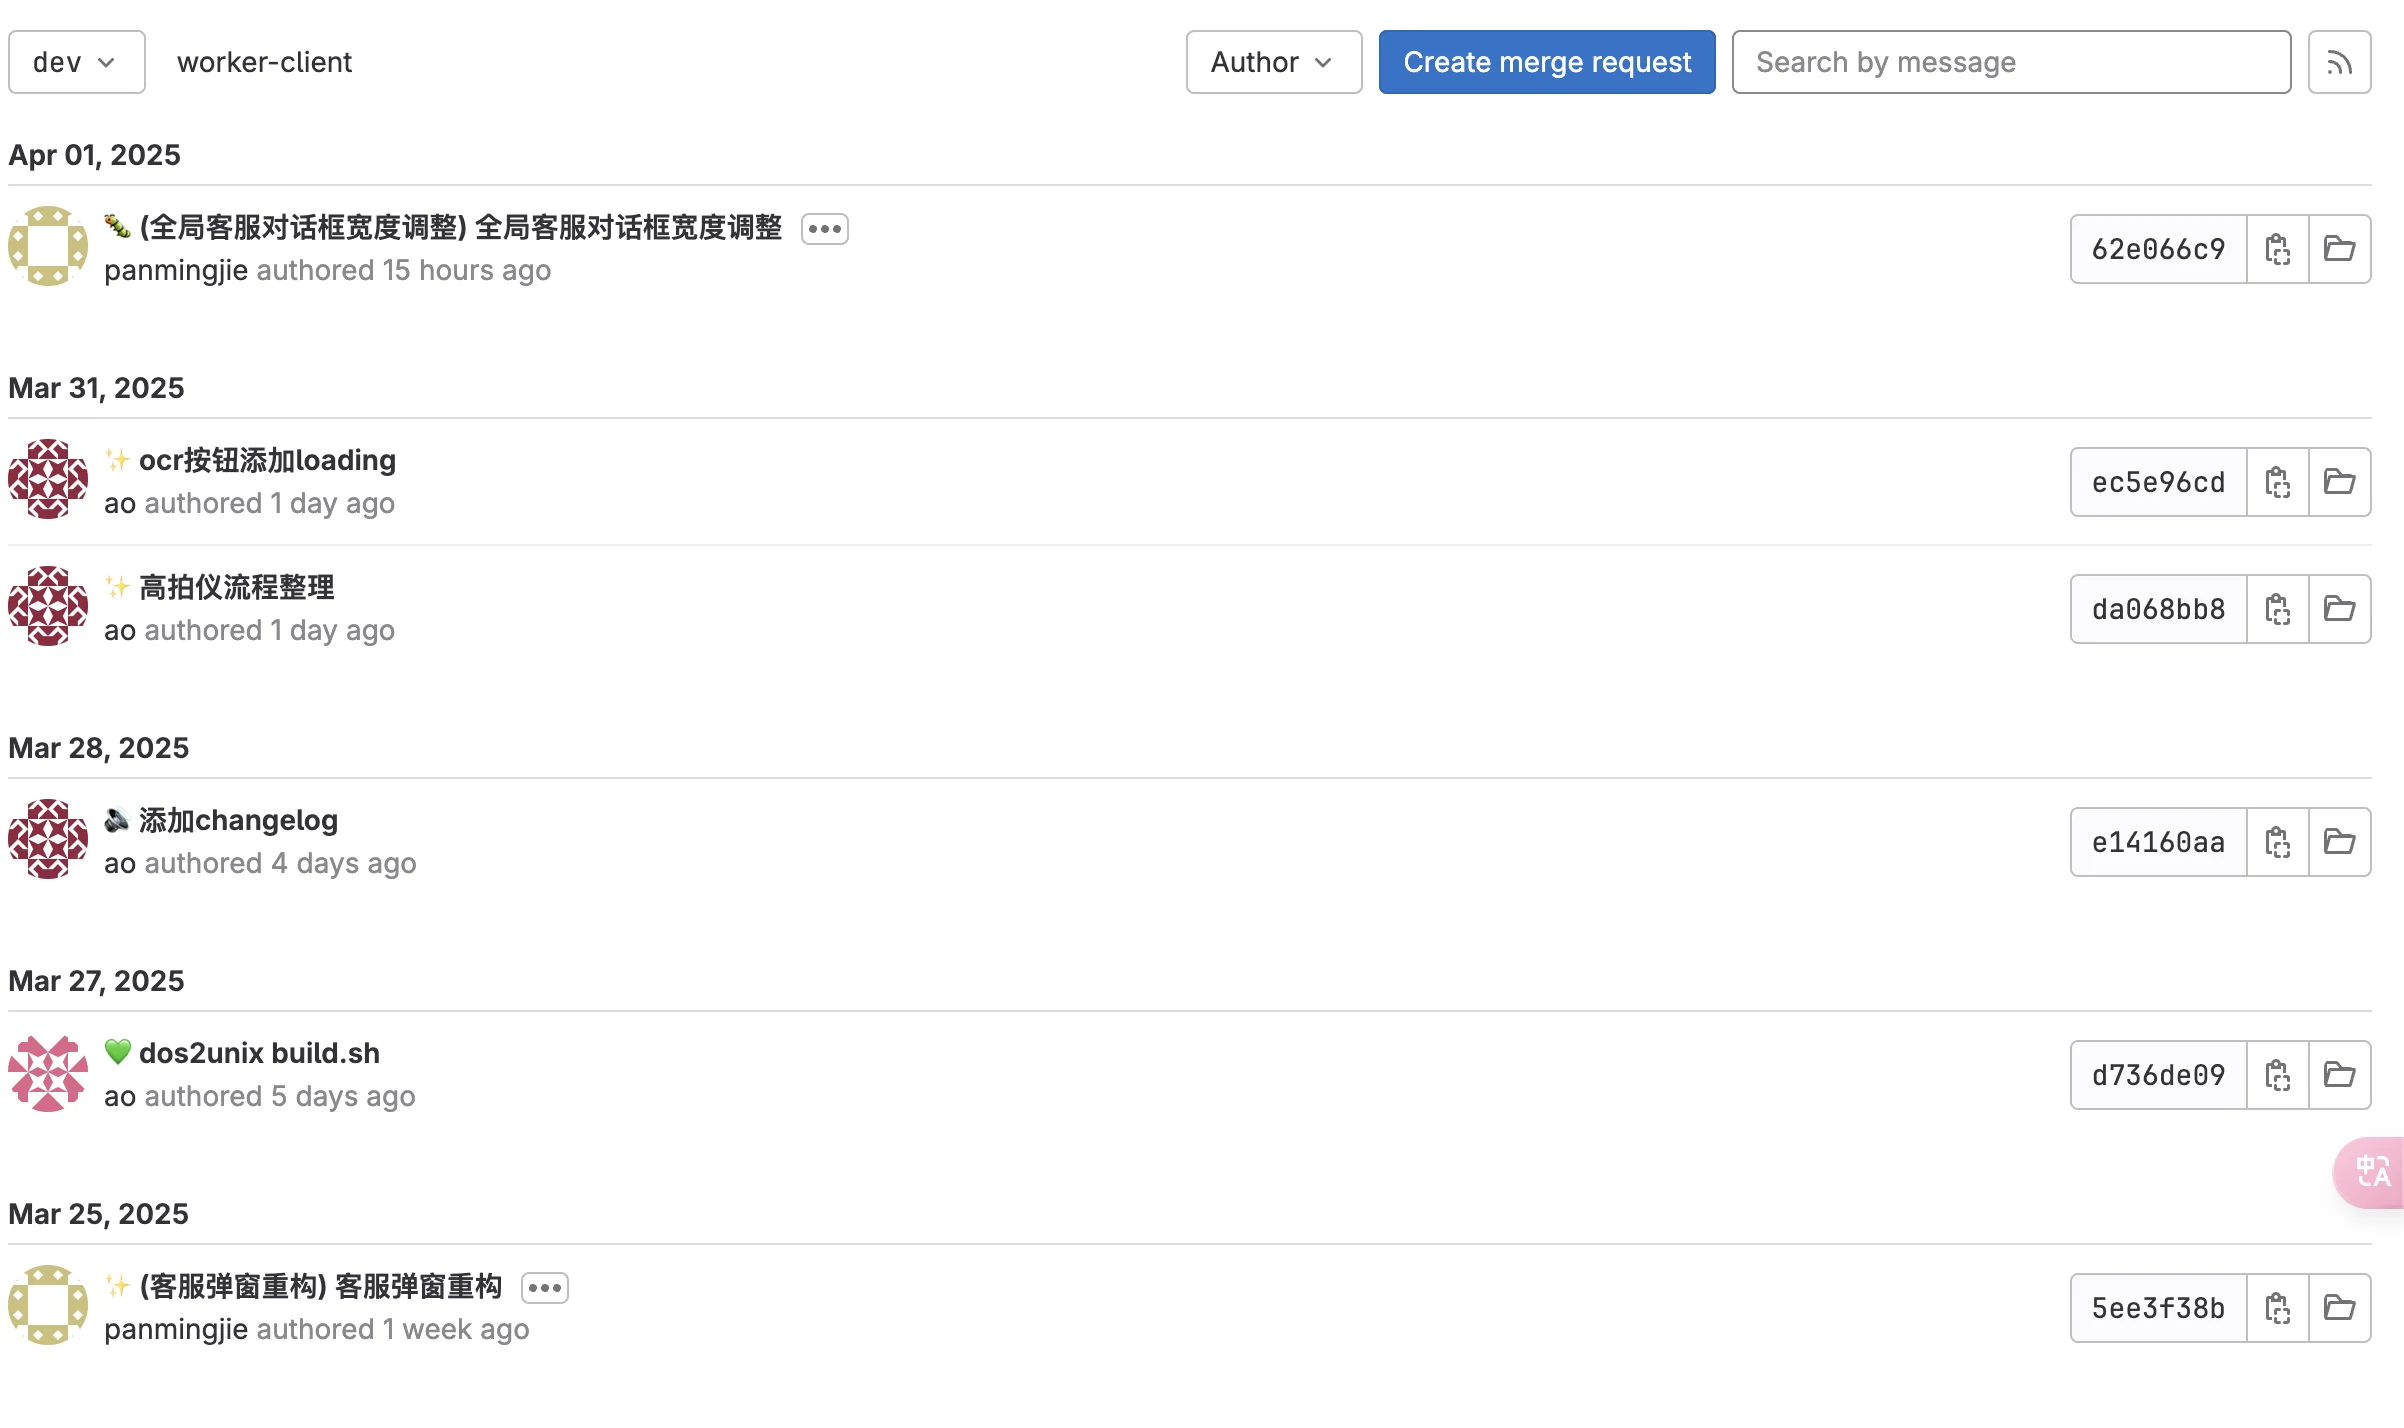 dev
worker-client
Author
Create merge request
Search by message
Apr 01, 2025
🐛 (全局客服对话框宽度调整) 全局客服对话框宽度调整
panmingjie authored 15 hours ago
62e066c9
Mar 31, 2025
✨ ocr按钮添加loading
ao authored 1 day ago
ec5e96cd
✨ 高拍仪流程整理
ao authored 1 day ago
da068bb8
Mar 28, 2025
🔊 添加changelog
ao authored 4 days ago
e14160aa
Mar 27, 2025
💚 dos2unix build.sh
ao authored 5 days ago
d736de09
中A
Mar 25, 2025
✨ (客服弹窗重构) 客服弹窗重构
panmingjie authored 1 week ago
5ee3f38b